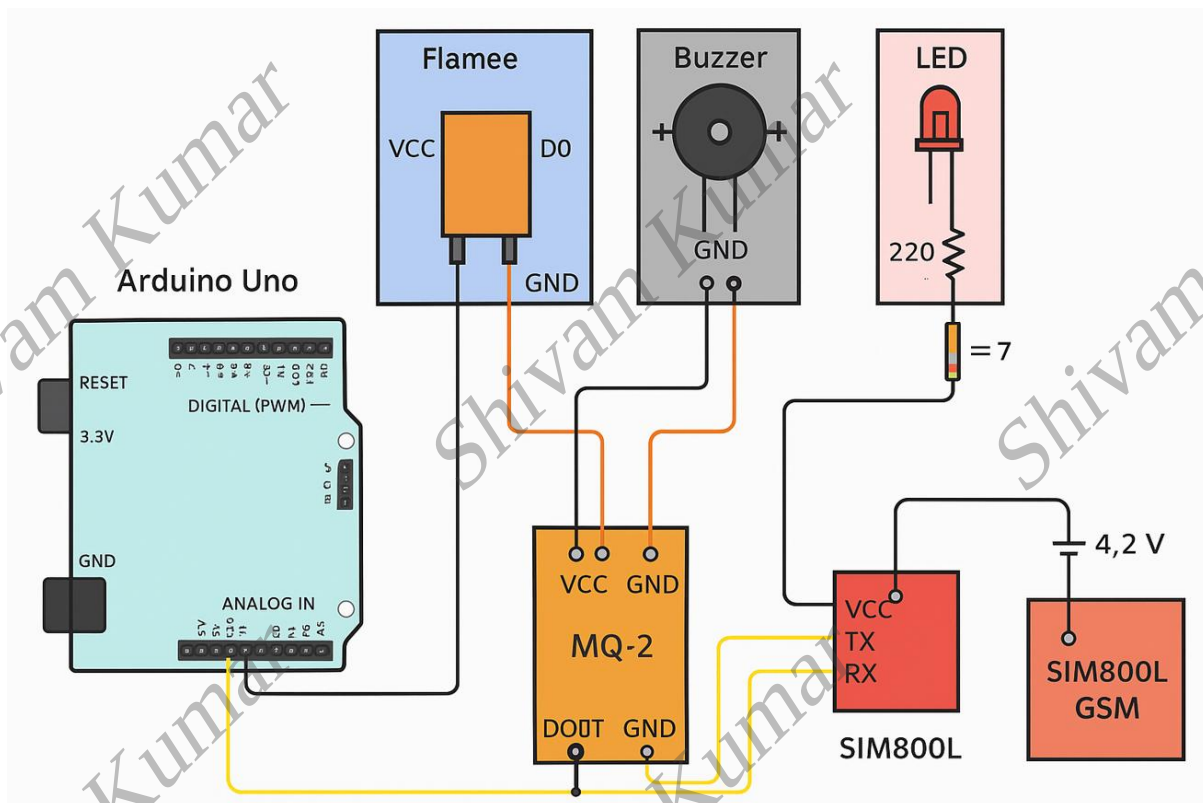 Flamee
VCC
D0
GND
Buzzer
+ +
GND
LED
220
= 7
Arduino Uno
RESET
DIGITAL (PWM)
3.3V
GND
ANALOG IN
VCC GND
MQ-2
DOUT GND
VCC
TX
RX
SIM800L
4,2 V
SIM800L
GSM
Shivam Kumar
Shivam Kumar
Shivam
Kumar
Kumar